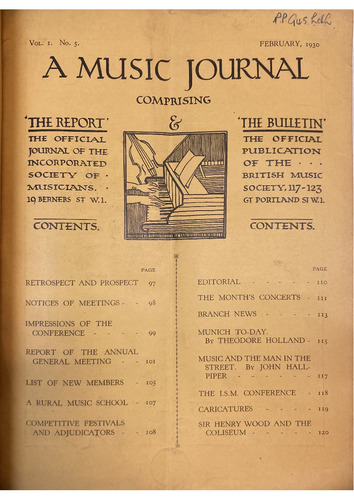 VOL. I. No. 5.
FEBRUARY, 1930
A MUSIC JOURNAL
COMPRISING
'THE REPORT'
THE OFFICIAL
JOURNAL OF THE
INCORPORATED
SOCIETY OF
MUSICIANS. .
19 BERNERS ST W.1.
CONTENTS.
&
'THE BULLETIN'
THE OFFICIAL
PUBLICATION
OF THE . . .
BRITISH MUSIC
SOCIETY, 117-123
GT PORTLAND ST W.1.
CONTENTS.
PAGE
RETROSPECT AND PROSPECT 97
NOTICES OF MEETINGS - - 98
IMPRESSIONS OF THE
CONFERENCE - - - 99
REPORT OF THE ANNUAL
GENERAL MEETING - - 101
LIST OF NEW MEMBERS 105
A RURAL MUSIC SCHOOL - 107
COMPETITIVE FESTIVALS
AND ADJUDICATORS - - 108
PAGE
EDITORIAL - - - - - 110
THE MONTH'S CONCERTS - 111
BRANCH NEWS - - - - 113
MUNICH TO-DAY.
BY THEODORE HOLLAND - 115
MUSIC AND THE MAN IN THE
STREET. BY JOHN HALL-
PIPER - - - - - - 117
THE I.S.M. CONFERENCE - 118
CARICATURES - - - - 119
SIR HENRY WOOD AND THE
COLISEUM - - - - - 120